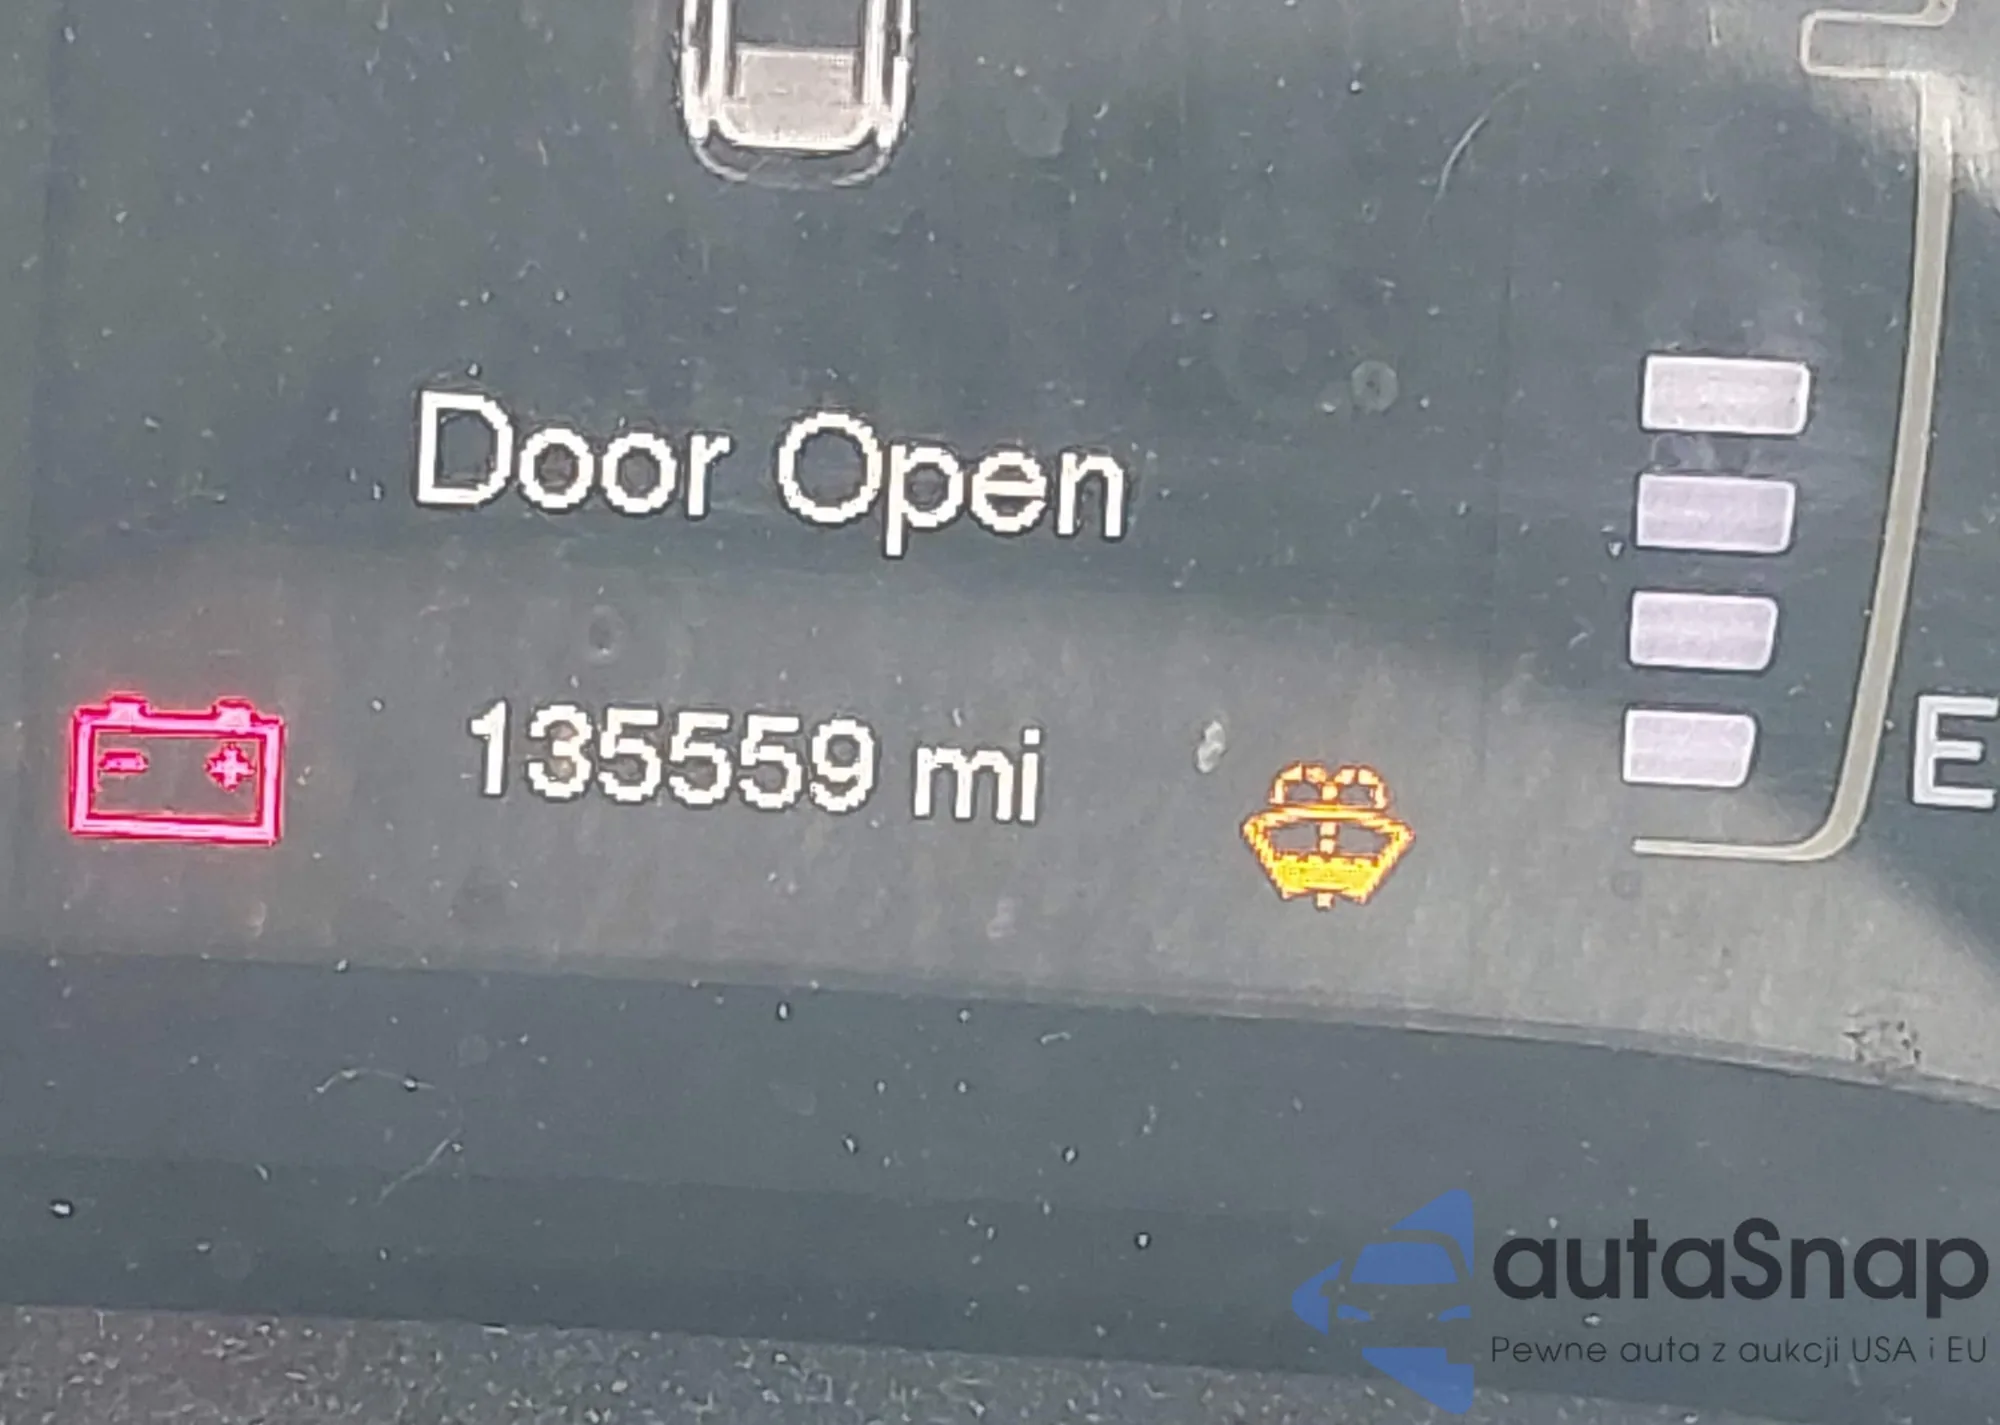 Door Open
135559 mi
E
autaSnap
Pewne auta z aukcji USA i EU